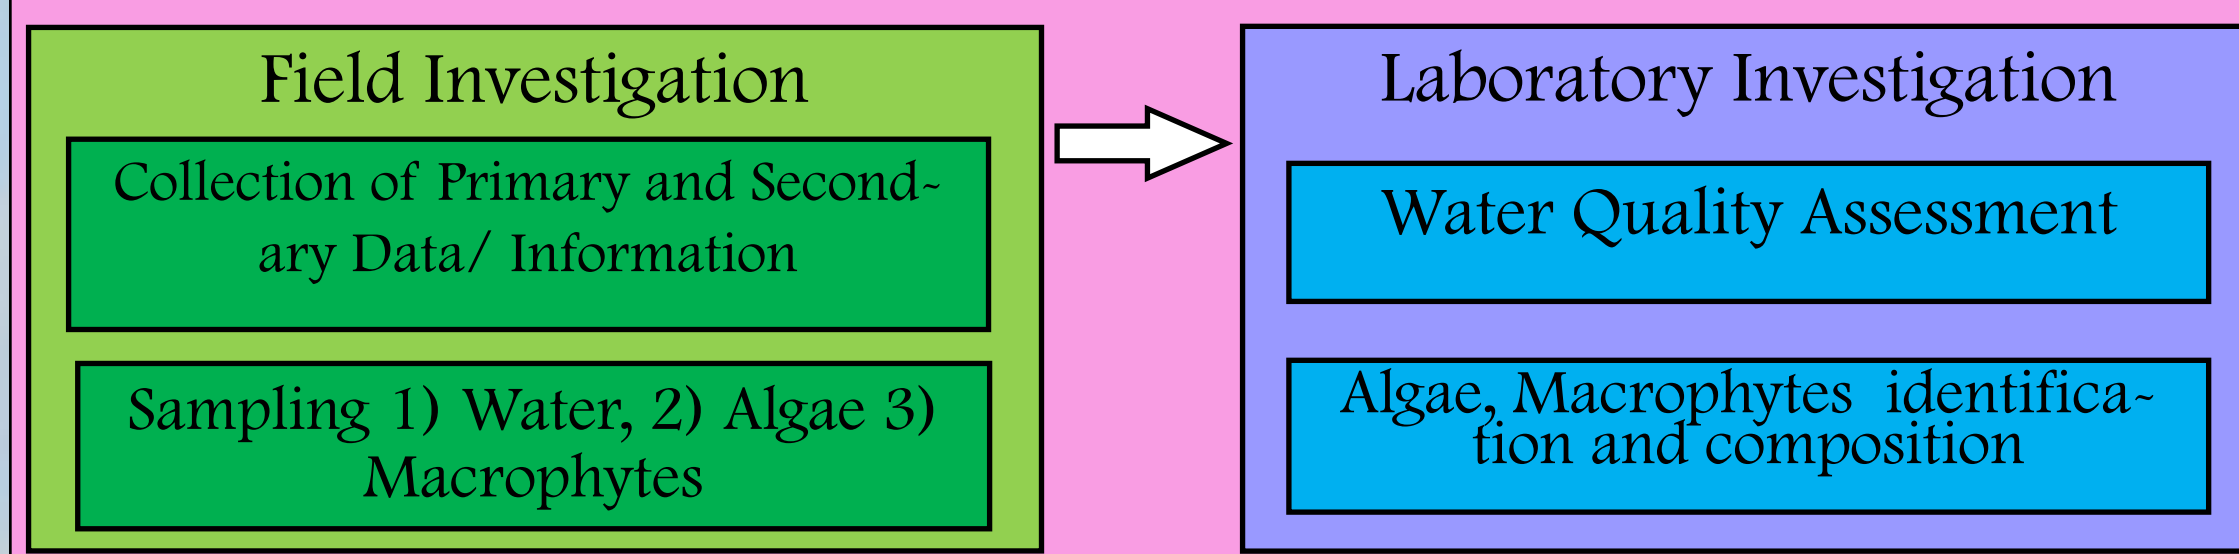 Field Investigation
Collection of Primary and Second-
ary Data/ Information
Sampling 1) Water, 2) Algae 3)
Macrophytes
Laboratory Investigation
Water Quality Assessment
Algae, Macrophytes identifica-
tion and composition